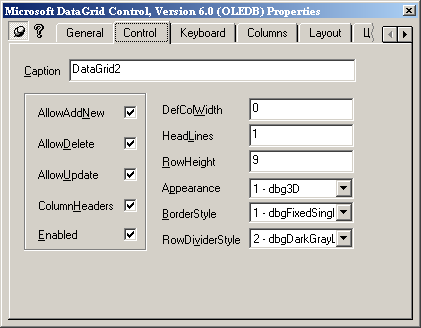 Microsoft DataGrid Control, Version 6.0 (OLEDB) Properties
General Control Keyboard Columns Layout
Caption DataGrid2
AllowAddNew
AllowDelete
AllowUpdate
ColumnHeaders
Enabled
DefColWidth 0
HeadLines 1
RowHeight 9
Appearance 1 - dbg3D
BorderStyle 1 - dbgFixedSingl
RowDividerStyle 2 - dbgDarkGrayL